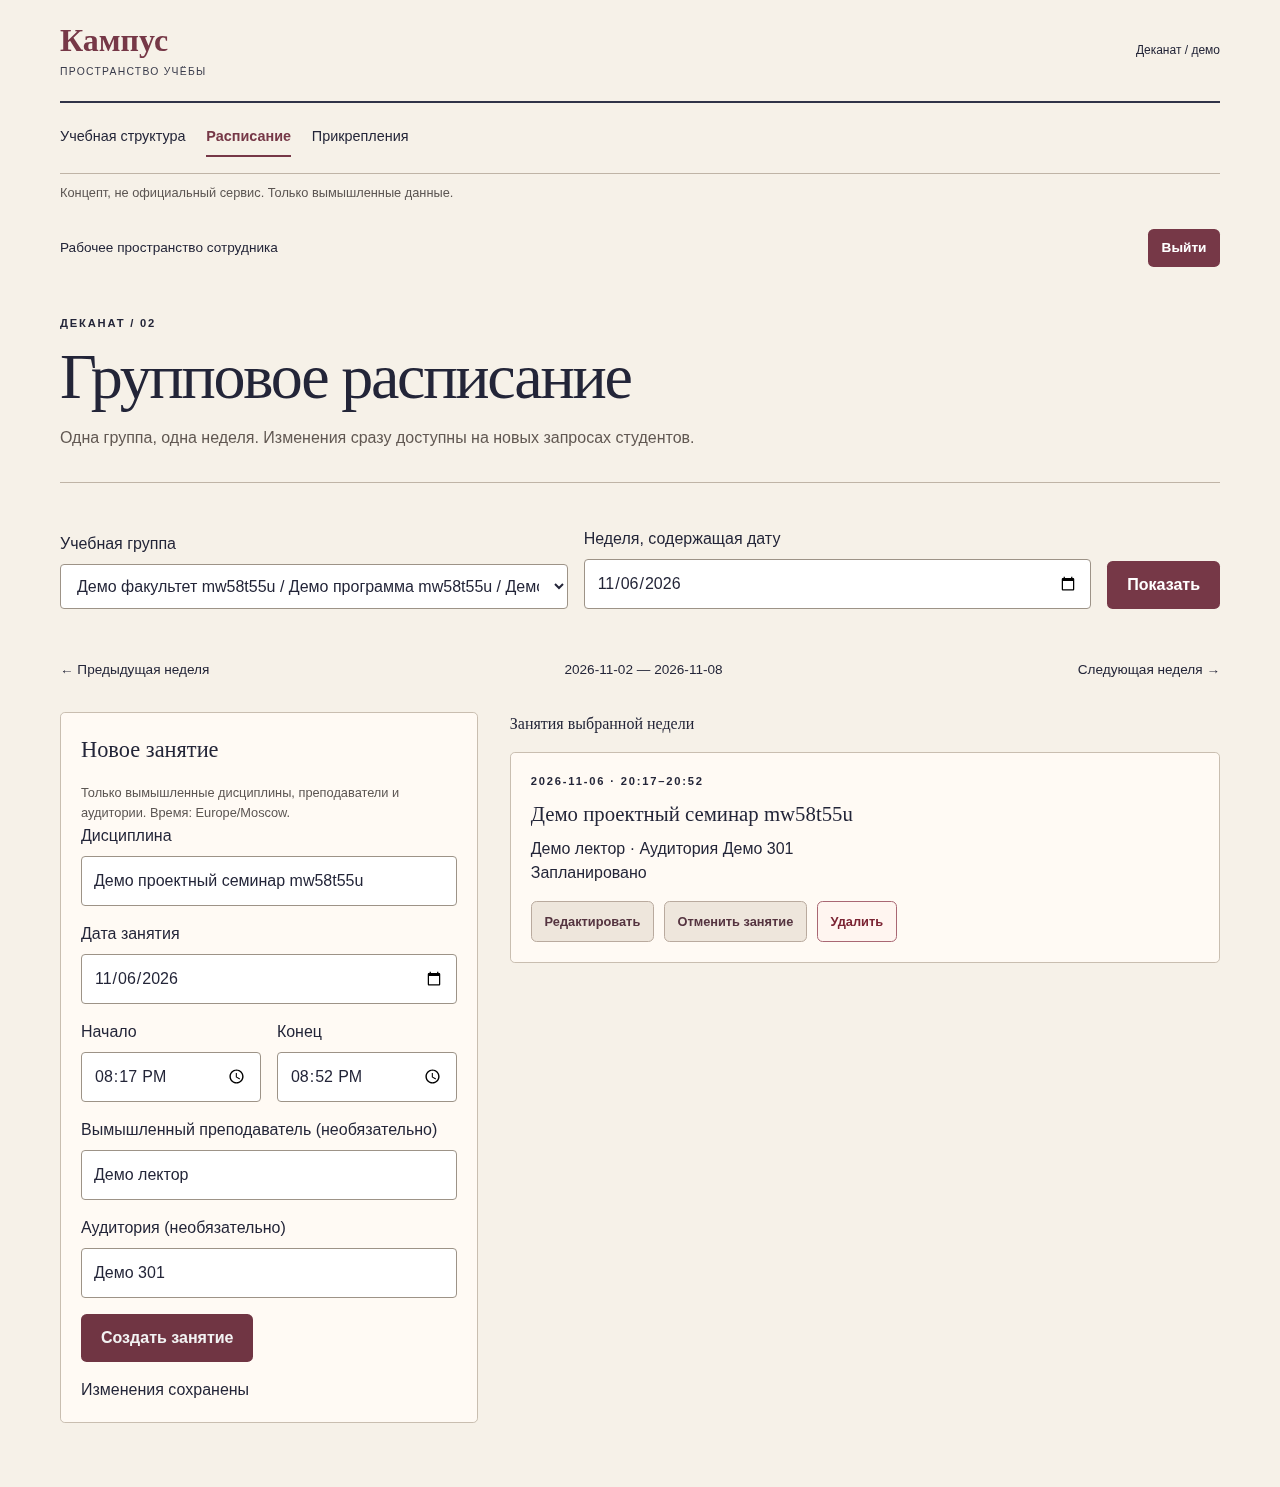 Кампус
ПРОСТРАНСТВО УЧЁБЫ
Деканат / демо
Учебная структура
Расписание
Прикрепления
Концепт, не официальный сервис. Только вымышленные данные.
Рабочее пространство сотрудника
Выйти
ДЕКАНАТ / 02
Групповое расписание
Одна группа, одна неделя. Изменения сразу доступны на новых запросах студентов.
Учебная группа
Неделя, содержащая дату
Демо факультет mw58t55u / Демо программа mw58t55u / Демо
11/06/2026
Показать
← Предыдущая неделя
2026-11-02 — 2026-11-08
Следующая неделя →
Новое занятие
Только вымышленные дисциплины, преподаватели и
аудитории. Время: Europe/Moscow.
Дисциплина
Демо проектный семинар mw58t55u
Дата занятия
11/06/2026
Начало
Конец
08:17 PM
08:52 PM
Вымышленный преподаватель (необязательно)
Демо лектор
Аудитория (необязательно)
Демо 301
Создать занятие
Изменения сохранены
Занятия выбранной недели
2026-11-06 · 20:17–20:52
Демо проектный семинар mw58t55u
Демо лектор · Аудитория Демо 301
Запланировано
Редактировать
Отменить занятие
Удалить